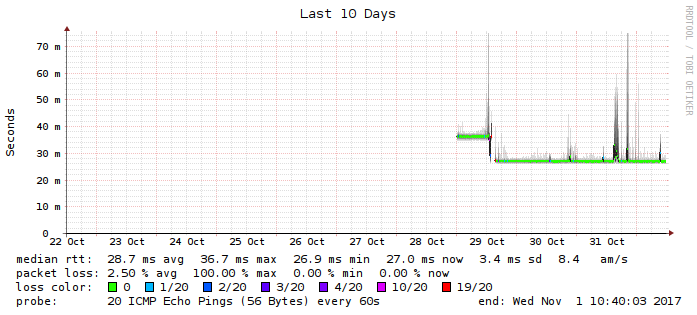 Last 10 Days
RRDTOOL / TOBI OETIKER
Seconds
70 m
60 m
50 m
40 m
30 m
20 m
10 m
0
22 Oct 23 Oct 24 Oct 25 Oct 26 Oct 27 Oct 28 Oct 29 Oct 30 Oct 31 Oct
median rtt: 28.7 ms avg 36.7 ms max 26.9 ms min 27.0 ms now 3.4 ms sd 8.4 am/s
packet loss: 2.50 % avg 100.00 % max 0.00 % min 0.00 % now
loss color: 0 1/20 2/20 3/20 4/20 10/20 19/20
probe: 20 ICMP Echo Pings (56 Bytes) every 60s end: Wed Nov 1 10:40:03 2017